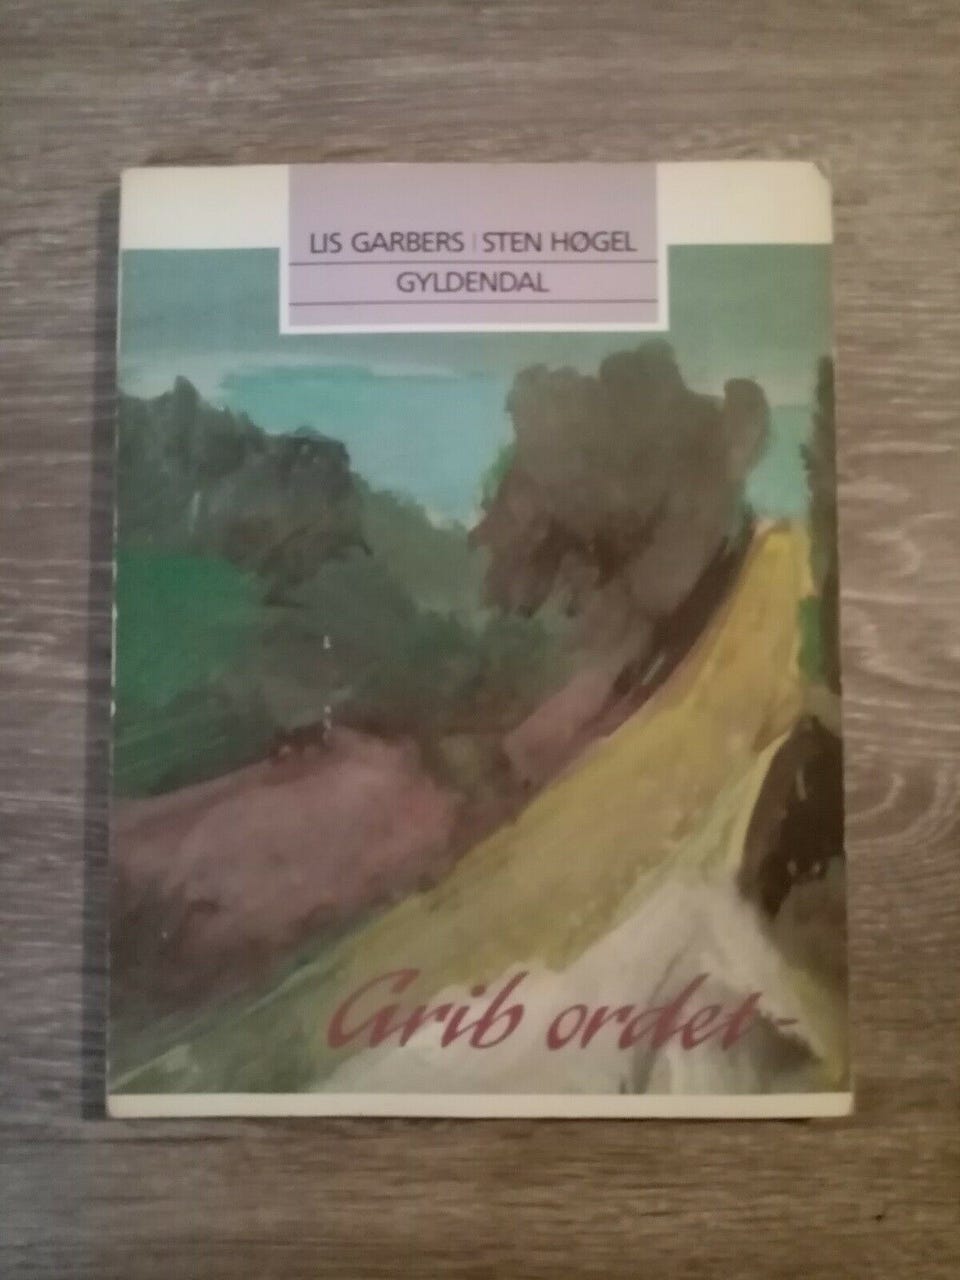 LIS GARBERS | STEN HØGEL
GYLDENDAL
Grib ordet -